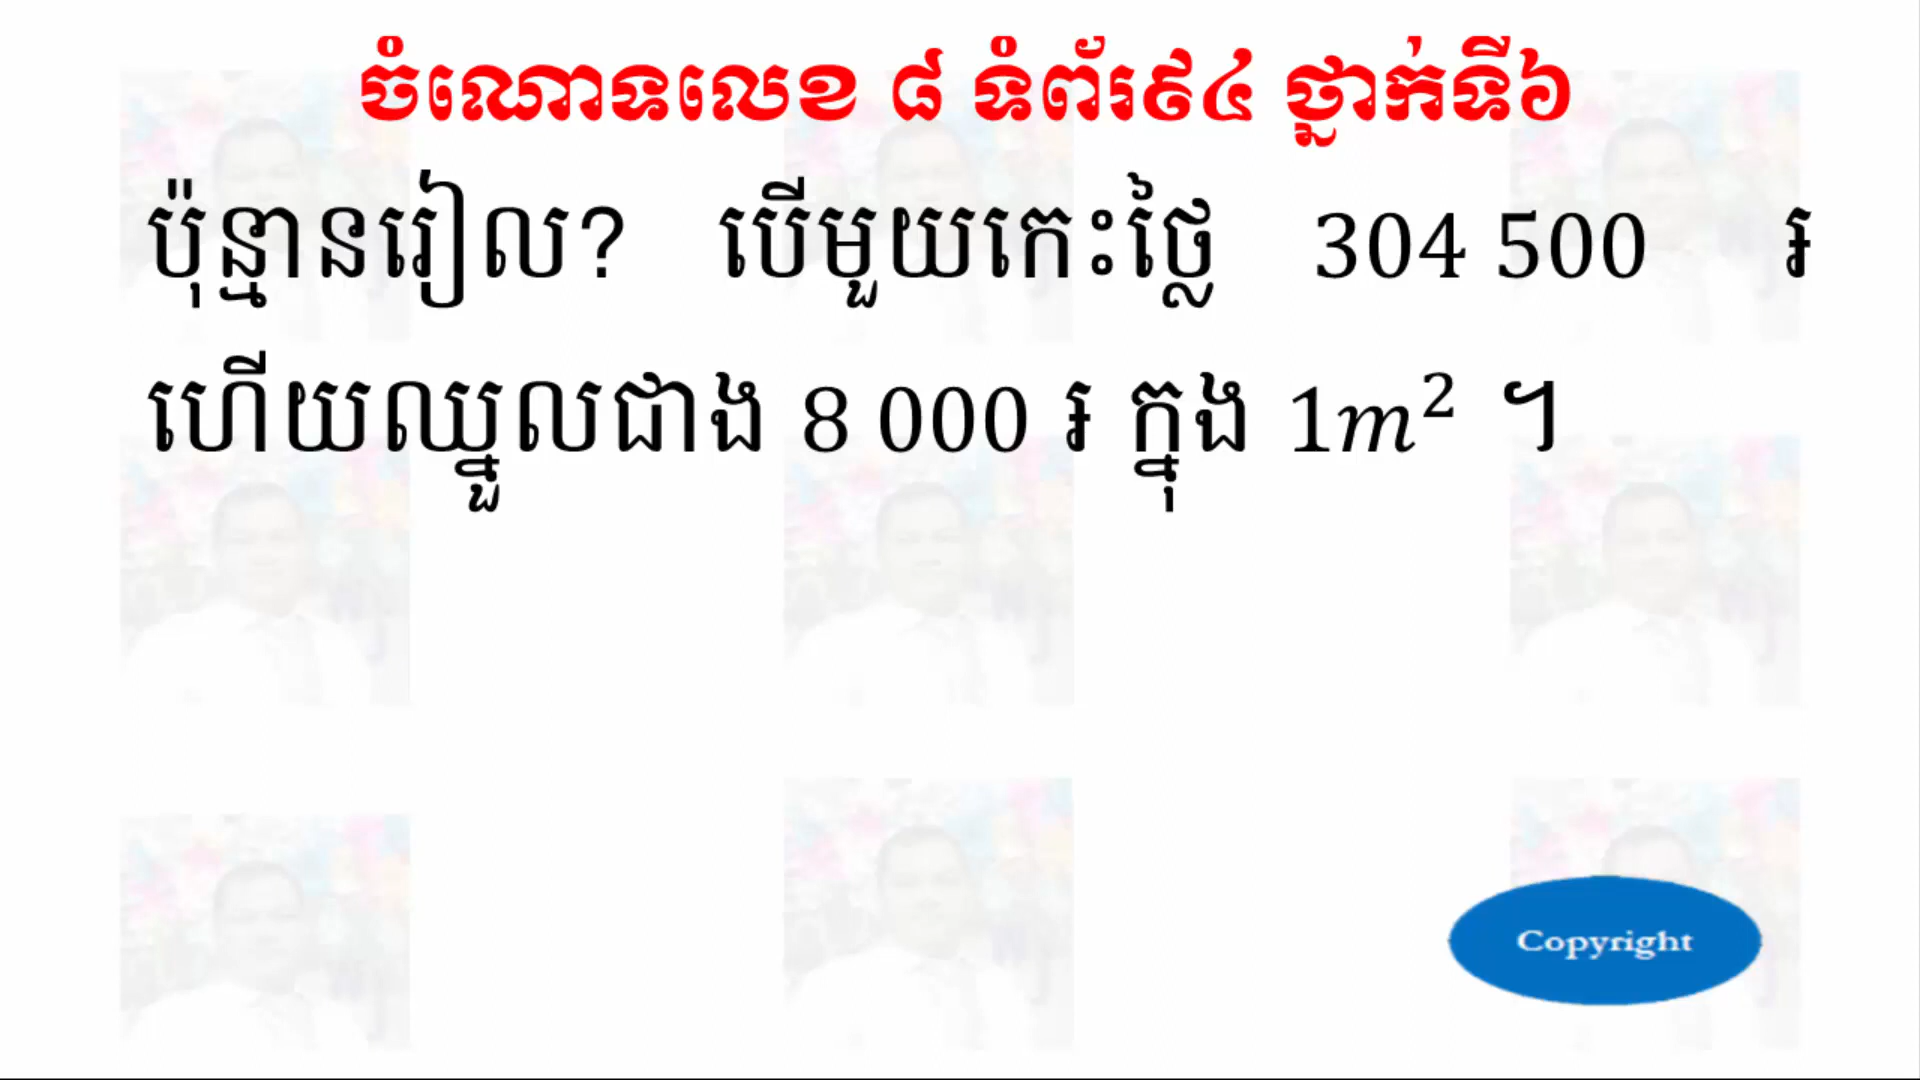 ចំណោទលេខ ៨ ទំព័រ៩៤ ថ្នាក់ទី៦
ប៉ុន្មានរៀល? បើមួយកេះថ្លៃ 304 500 ៛
ហើយឈ្នួលជាង 8 000 ៛ ក្នុង 1m² ។
Copyright